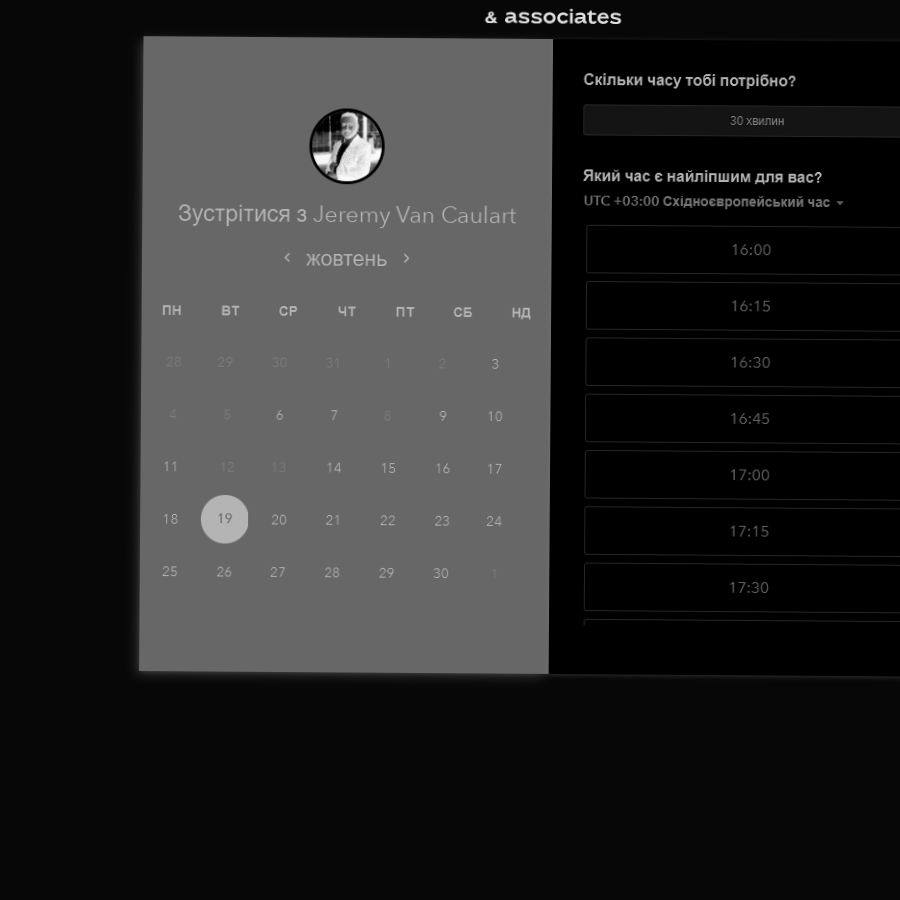 & associates
Зустрітися з Jeremy Van Caulart
жовтень
ПН ВТ СР ЧТ ПТ СБ НД
28 29 30 31 1 2 3
4 5 6 7 8 9 10
11 12 13 14 15 16 17
18 19 20 21 22 23 24
25 26 27 28 29 30 1
Скільки часу тобі потрібно?
30 хвилин
Який час є найліпшим для вас?
UTC +03:00 Східноєвропейський час
16:00
16:15
16:30
16:45
17:00
17:15
17:30